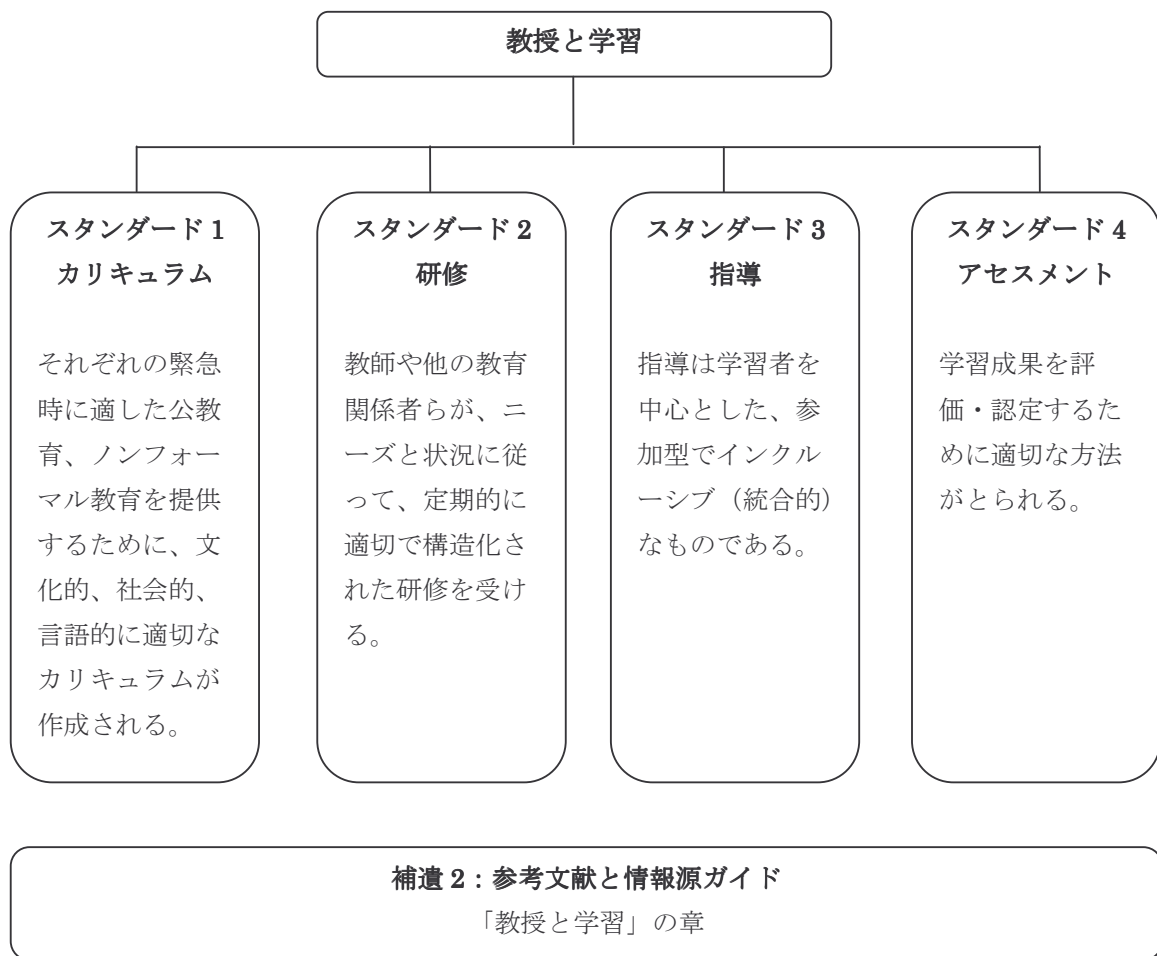 教授と学習
スタンダード 1
カリキュラム
それぞれの緊急
時に適した公教
育、ノンフォー
マル教育を提供
するために、文
化的、社会的、
言語的に適切な
カリキュラムが
作成される。
スタンダード 2
研修
教師や他の教育
関係者らが、ニ
ーズと状況に従
って、定期的に
適切で構造化さ
れた研修を受け
る。
スタンダード 3
指導
指導は学習者を
中心とした、参
加型でインクル
ーシブ（統合的）
なものである。
スタンダード 4
アセスメント
学習成果を評
価・認定するた
めに適切な方法
がとられる。
補遺 2：参考文献と情報源ガイド
「教授と学習」の章